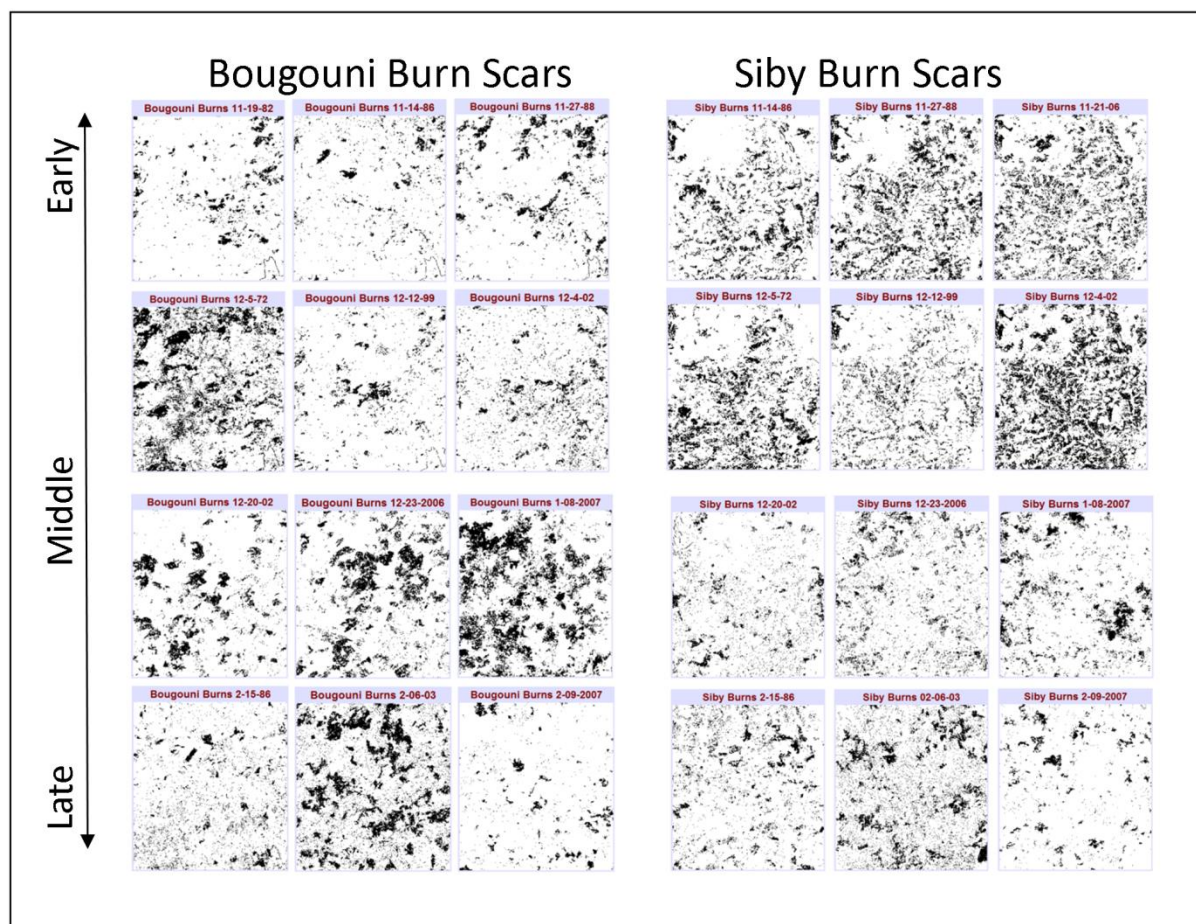 Bougouni Burn Scars
Siby Burn Scars
Early
Middle
Late
Bougouni Burns 11-19-82
Bougouni Burns 11-14-86
Bougouni Burns 11-27-88
Siby Burns 11-14-86
Siby Burns 11-27-88
Siby Burns 11-21-06
Bougouni Burns 12-5-72
Bougouni Burns 12-12-99
Bougouni Burns 12-4-02
Siby Burns 12-5-72
Siby Burns 12-12-99
Siby Burns 12-4-02
Bougouni Burns 12-20-02
Bougouni Burns 12-23-2006
Bougouni Burns 1-08-2007
Siby Burns 12-20-02
Siby Burns 12-23-2006
Siby Burns 1-08-2007
Bougouni Burns 2-15-86
Bougouni Burns 2-06-03
Bougouni Burns 2-09-2007
Siby Burns 2-15-86
Siby Burns 02-06-03
Siby Burns 2-09-2007